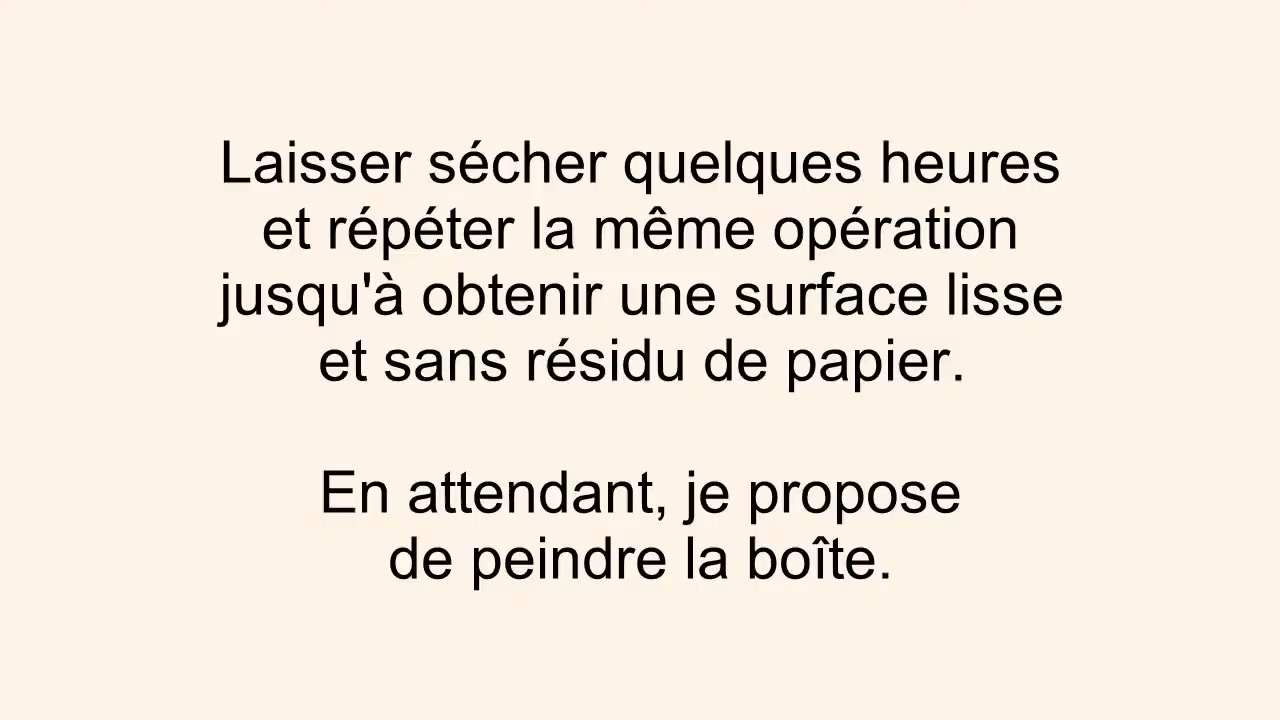 Laisser sécher quelques heures
et répéter la même opération
jusqu'à obtenir une surface lisse
et sans résidu de papier.
En attendant, je propose
de peindre la boîte.